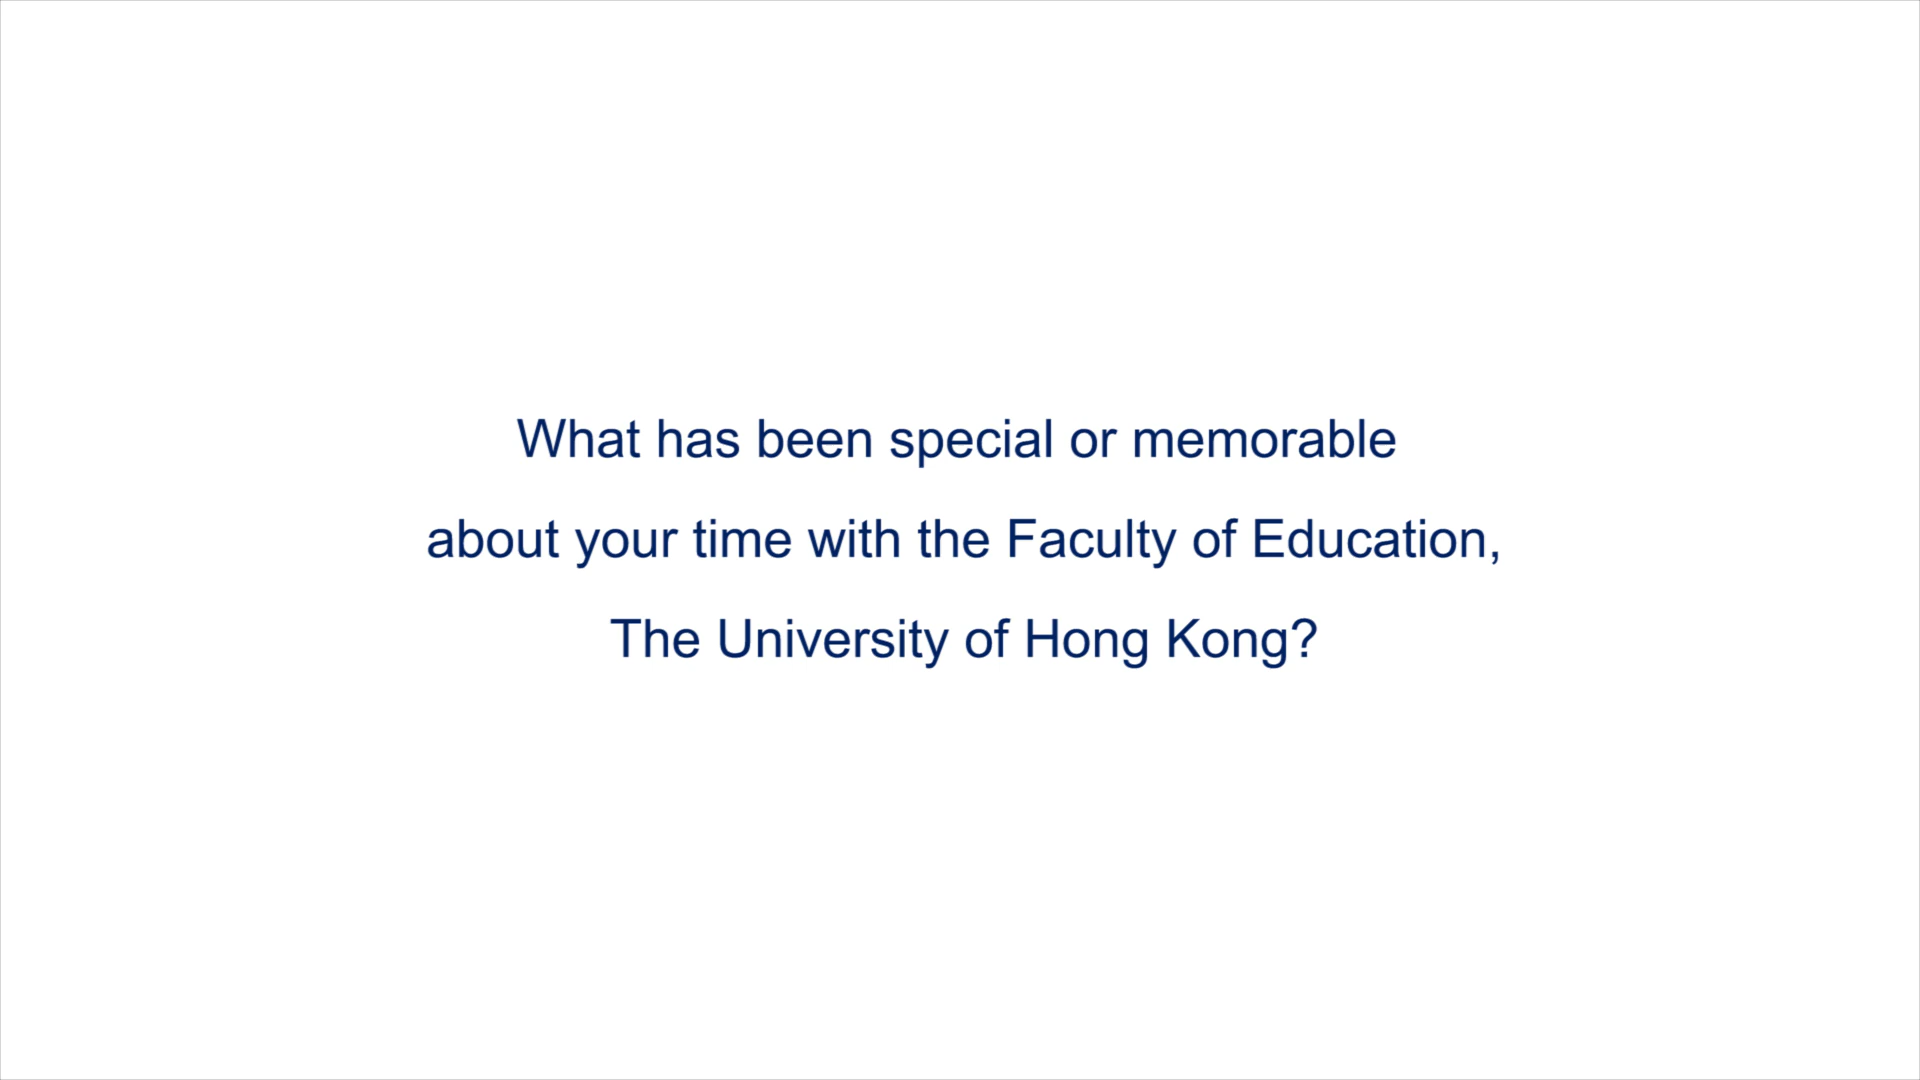 What has been special or memorable
about your time with the Faculty of Education,
The University of Hong Kong?